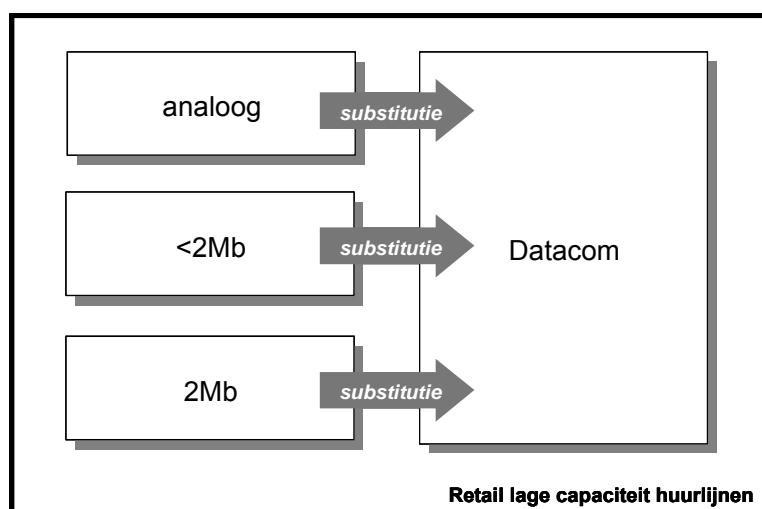 analoog
substitutie
<2Mb
substitutie
Datacom
2Mb
substitutie
Retail lage capaciteit huurlijnen